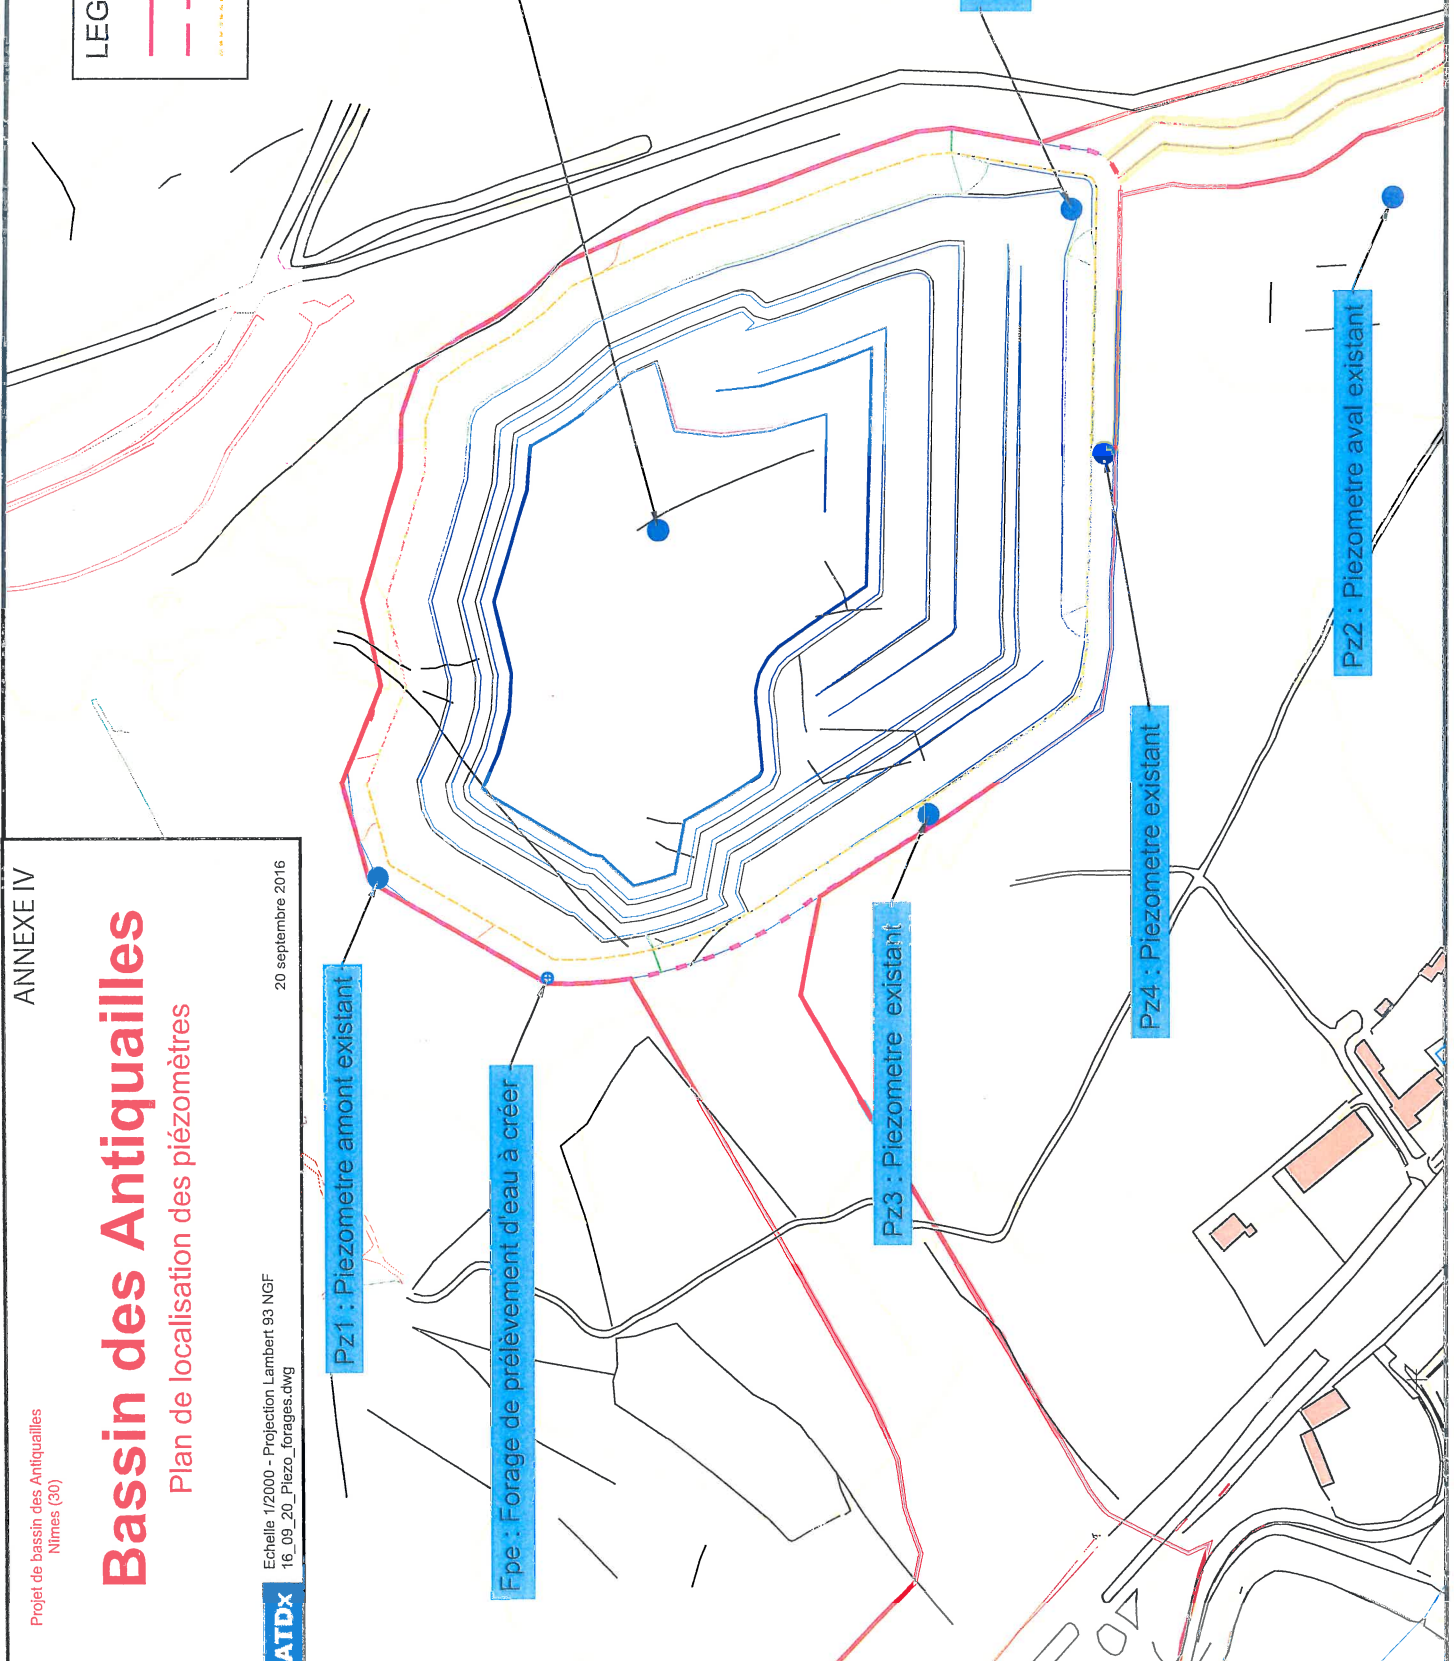 ANNEXE IV
Projet de bassin des Antiquailles
Nîmes (30)
Bassin des Antiquailles
Plan de localisation des piézomètres
20 septembre 2016
Echelle 1/2000 - Projection Lambert 93 NGF
16_09_20_Piezo_forages.dwg
ATDx
LEG
Pz1 : Piezometre amont existant
Fpe : Forage de prélèvement d'eau à créer
Pz3 : Piezometre existant
Pz4 : Piezometre existant
Pz2 : Piezometre aval existant